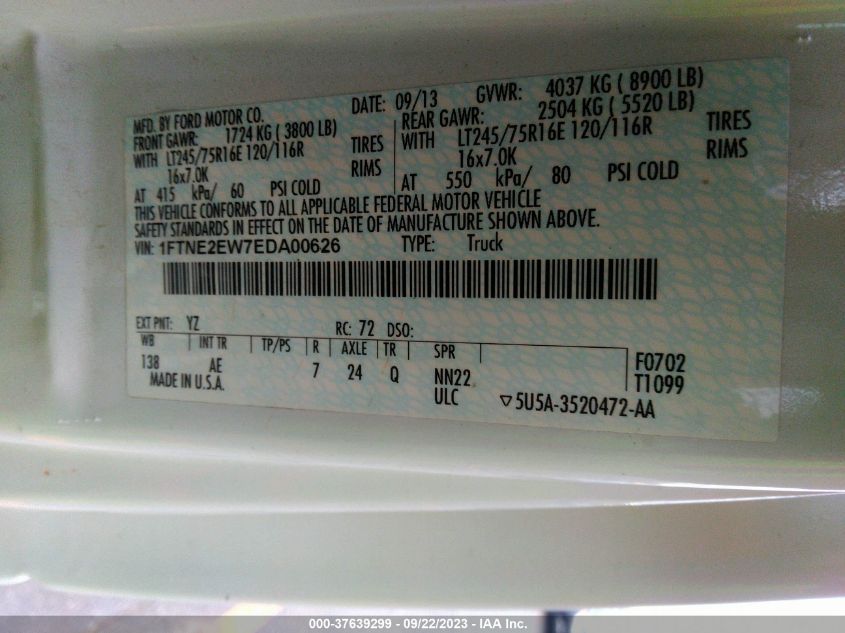 MFD. BY FORD MOTOR CO. DATE: 09/13 GVWR: 4037 KG ( 8900 LB)
FRONT GAWR: 1724 KG ( 3800 LB) REAR GAWR: 2504 KG ( 5520 LB)
WITH LT245/75R16E 120/116R TIRES WITH LT245/75R16E 120/116R TIRES
16x7.0K RIMS 16x7.0K RIMS
AT 415 kPa/ 60 PSI COLD AT 550 kPa/ 80 PSI COLD
THIS VEHICLE CONFORMS TO ALL APPLICABLE FEDERAL MOTOR VEHICLE
SAFETY STANDARDS IN EFFECT ON THE DATE OF MANUFACTURE SHOWN ABOVE.
VIN: 1FTNE2EW7EDA00626 TYPE: Truck
EXT PNT: YZ RC: 72 DSO:
WB INT TR TP/PS R AXLE TR SPR F0702
138 AE 7 24 Q NN22 T1099
MADE IN U.S.A. ULC ▽5U5A-3520472-AA
000-37639299 - 09/22/2023 - IAA Inc.